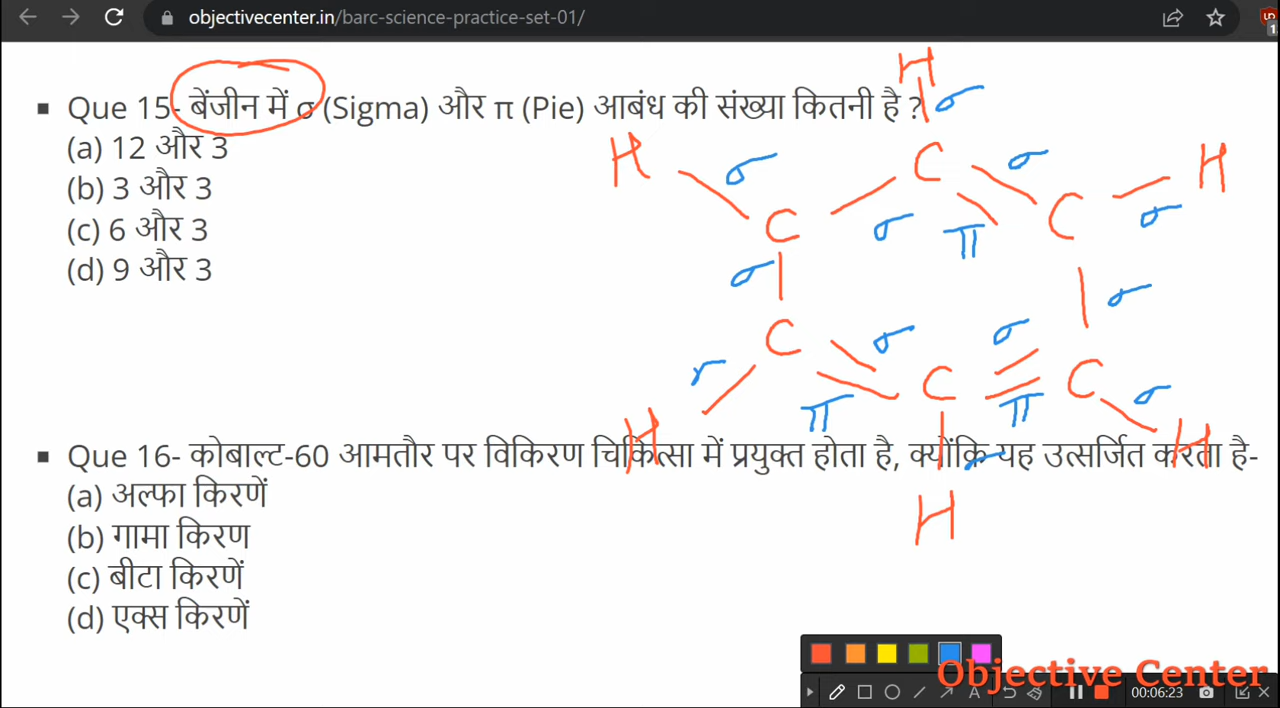 objectivecenter.in/barc-science-practice-set-01/
Que 15- बेंजीन में σ (Sigma) और π (Pie) आबंध की संख्या कितनी है ?
(a) 12 और 3
(b) 3 और 3
(c) 6 और 3
(d) 9 और 3
H
σ
H σ C σ H
C σ π C σ
σ σ
C σ σ C
σ π C π σ
H H
σ
H
Que 16- कोबाल्ट-60 आमतौर पर विकिरण चिकित्सा में प्रयुक्त होता है, क्योंकि यह उत्सर्जित करता है-
(a) अल्फा किरणें
(b) गामा किरण
(c) बीटा किरणें
(d) एक्स किरणें
Objective Center
A 00:06:23